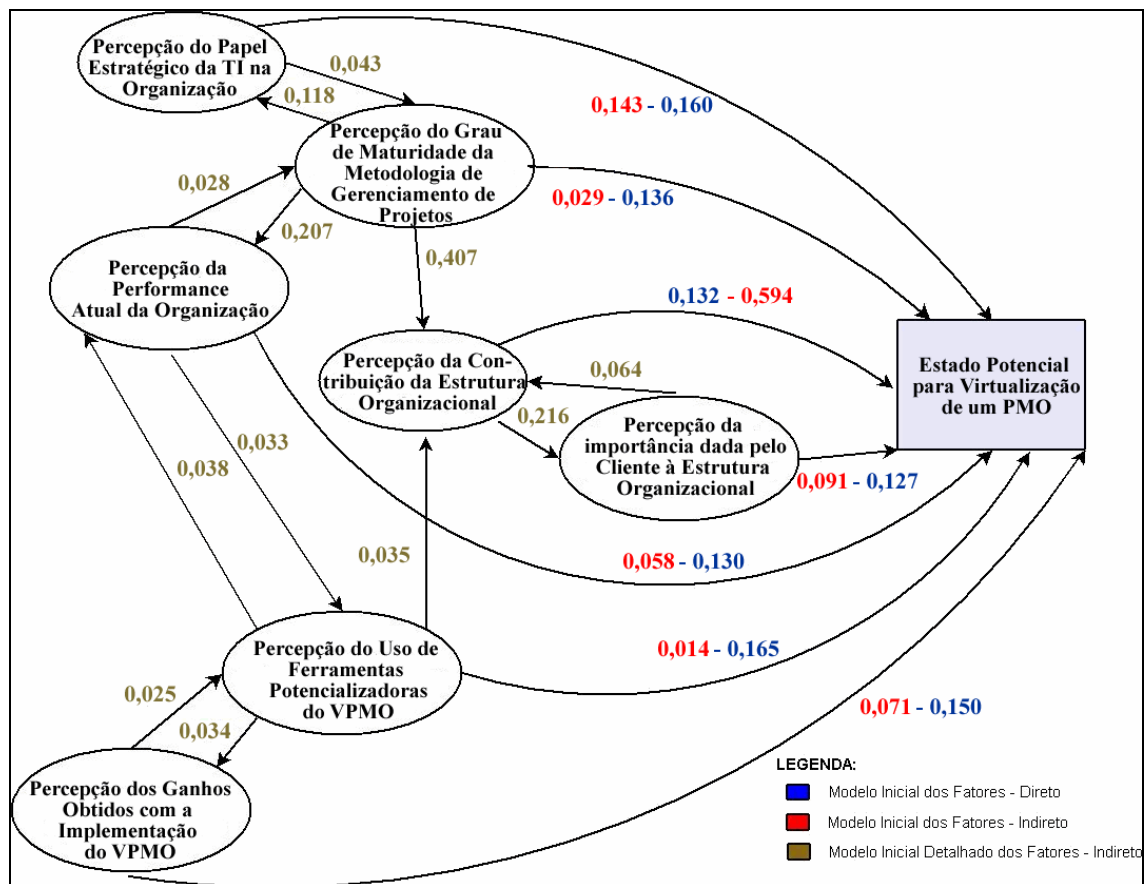 Percepção do Papel
Estratégico da TI na
Organização
0,043
0,118
0,143 - 0,160
Percepção do Grau
de Maturidade da
Metodologia de
Gerenciamento de
Projetos
0,028
0,029 - 0,136
0,207
0,407
Percepção da
Performance
Atual da Organização
0,132 - 0,594
Percepção da Con-
tribuição da Estrutura
Organizacional
0,064
0,216
Estado Potencial
para Virtualização
de um PMO
Percepção da
importância dada pelo
Cliente à Estrutura
Organizacional
0,091 - 0,127
0,033
0,038
0,035
0,058 - 0,130
Percepção do Uso de
Ferramentas
Potencializadoras
do VPMO
0,014 - 0,165
0,025
0,034
0,071 - 0,150
Percepção dos Ganhos
Obtidos com a
Implementação
do VPMO
LEGENDA:
Modelo Inicial dos Fatores - Direto
Modelo Inicial dos Fatores - Indireto
Modelo Inicial Detalhado dos Fatores - Indireto